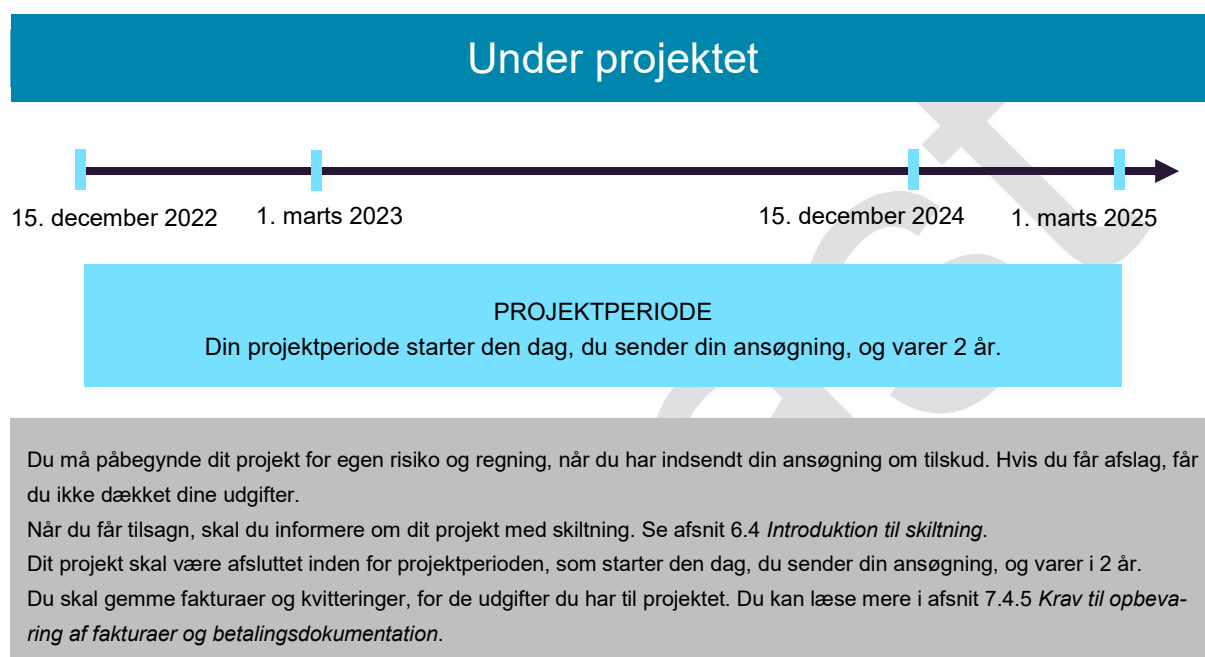 Under projektet
15. december 2022 1. marts 2023 15. december 2024 1. marts 2025
PROJEKTPERIODE
Din projektperiode starter den dag, du sender din ansøgning, og varer 2 år.
Du må påbegynde dit projekt for egen risiko og regning, når du har indsendt din ansøgning om tilskud. Hvis du får afslag, får
du ikke dækket dine udgifter.
Når du får tilsagn, skal du informere om dit projekt med skiltning. Se afsnit 6.4 Introduktion til skiltning.
Dit projekt skal være afsluttet inden for projektperioden, som starter den dag, du sender din ansøgning, og varer i 2 år.
Du skal gemme fakturaer og kvitteringer, for de udgifter du har til projektet. Du kan læse mere i afsnit 7.4.5 Krav til opbeva-
ring af fakturaer og betalingsdokumentation.